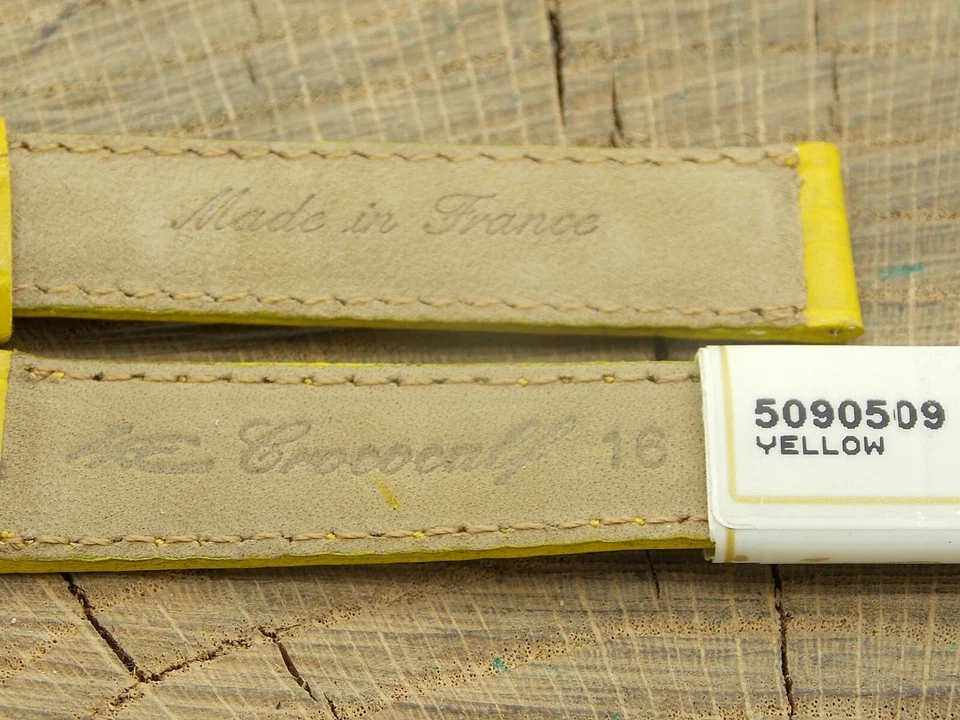 Made in France
Crococalf 16
5090509
YELLOW